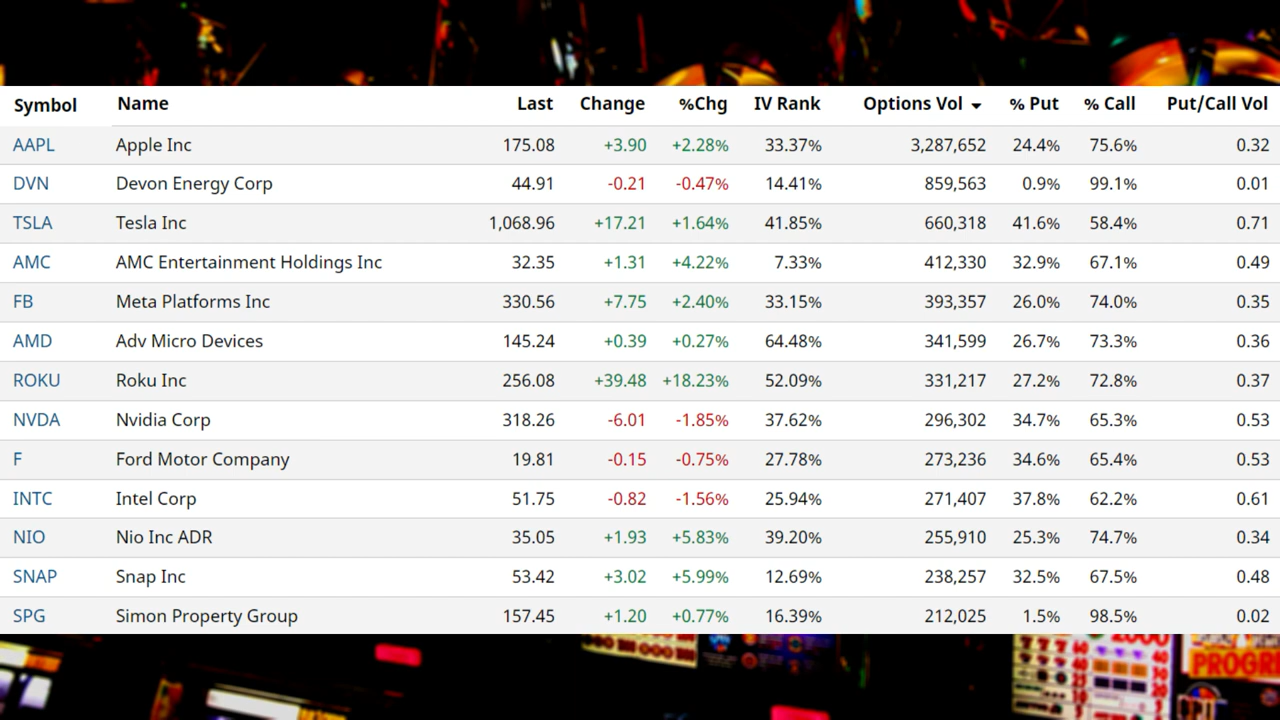 Symbol Name Last Change %Chg IV Rank Options Vol % Put % Call Put/Call Vol
AAPL Apple Inc 175.08 +3.90 +2.28% 33.37% 3,287,652 24.4% 75.6% 0.32
DVN Devon Energy Corp 44.91 -0.21 -0.47% 14.41% 859,563 0.9% 99.1% 0.01
TSLA Tesla Inc 1,068.96 +17.21 +1.64% 41.85% 660,318 41.6% 58.4% 0.71
AMC AMC Entertainment Holdings Inc 32.35 +1.31 +4.22% 7.33% 412,330 32.9% 67.1% 0.49
FB Meta Platforms Inc 330.56 +7.75 +2.40% 33.15% 393,357 26.0% 74.0% 0.35
AMD Adv Micro Devices 145.24 +0.39 +0.27% 64.48% 341,599 26.7% 73.3% 0.36
ROKU Roku Inc 256.08 +39.48 +18.23% 52.09% 331,217 27.2% 72.8% 0.37
NVDA Nvidia Corp 318.26 -6.01 -1.85% 37.62% 296,302 34.7% 65.3% 0.53
F Ford Motor Company 19.81 -0.15 -0.75% 27.78% 273,236 34.6% 65.4% 0.53
INTC Intel Corp 51.75 -0.82 -1.56% 25.94% 271,407 37.8% 62.2% 0.61
NIO Nio Inc ADR 35.05 +1.93 +5.83% 39.20% 255,910 25.3% 74.7% 0.34
SNAP Snap Inc 53.42 +3.02 +5.99% 12.69% 238,257 32.5% 67.5% 0.48
SPG Simon Property Group 157.45 +1.20 +0.77% 16.39% 212,025 1.5% 98.5% 0.02